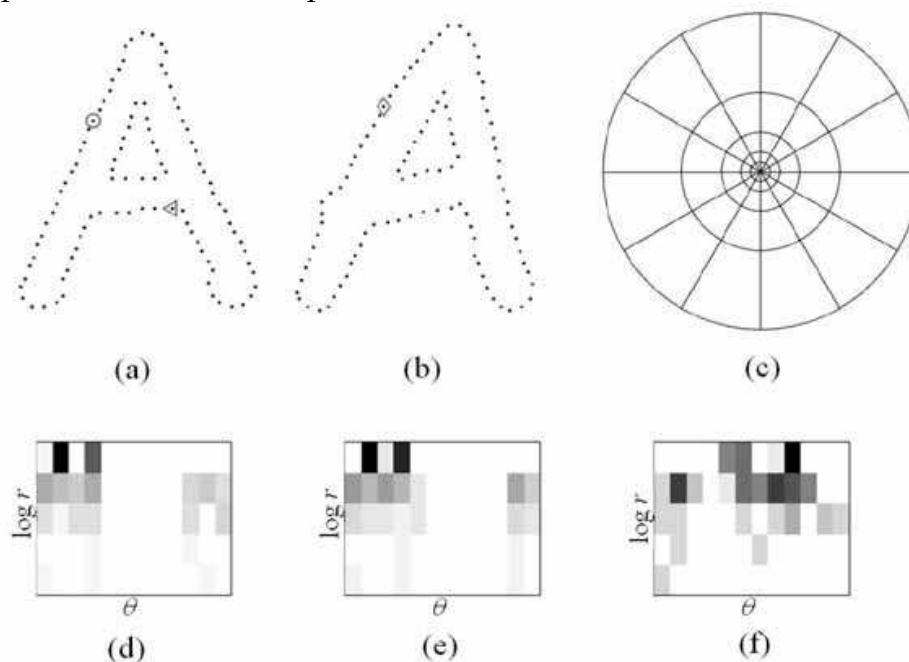 (a) (b) (c)
log r log r log r
θ θ θ
(d) (e) (f)